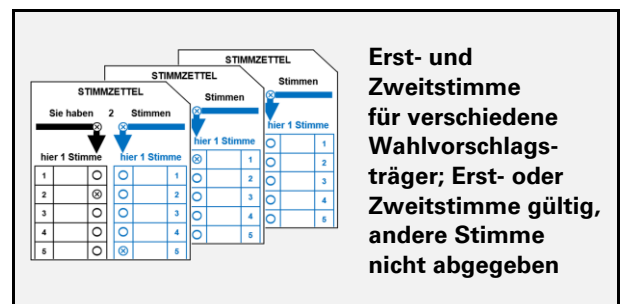 STIMMZETTEL
Stimmen
hier 1 Stimme
1
2
3
4
5
STIMMZETTEL
Stimmen
hier 1 Stimme
1
2
3
4
5
STIMMZETTEL
Sie haben 2 Stimmen
hier 1 Stimme hier 1 Stimme
1 1
2 2
3 3
4 4
5 5
Erst- und
Zweitstimme
für verschiedene
Wahlvorschlags-
träger; Erst- oder
Zweitstimme gültig,
andere Stimme
nicht abgegeben